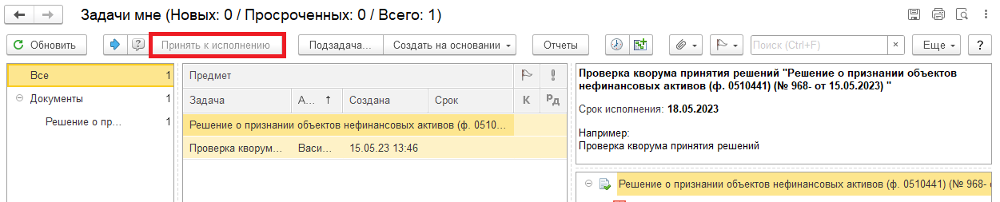 Задачи мне (Новых: 0 / Просроченных: 0 / Всего: 1)
Обновить
Принять к исполнению
Подзадача...
Создать на основании
Отчеты
Поиск (Ctrl+F)
×
Еще
?
Все 1
Документы 1
Решение о пр... 1
Предмет
Задача А... ↑ Создана Срок К Рд
Решение о признании объектов нефинансовых активов (ф. 0510...
Проверка кворум... Васи... 15.05.23 13:46
Проверка кворума принятия решений "Решение о признании объектов
нефинансовых активов (ф. 0510441) (№ 968- от 15.05.2023) "
Срок исполнения: 18.05.2023
Например:
Проверка кворума принятия решений
Решение о признании объектов нефинансовых активов (ф. 0510441) (№ 968-